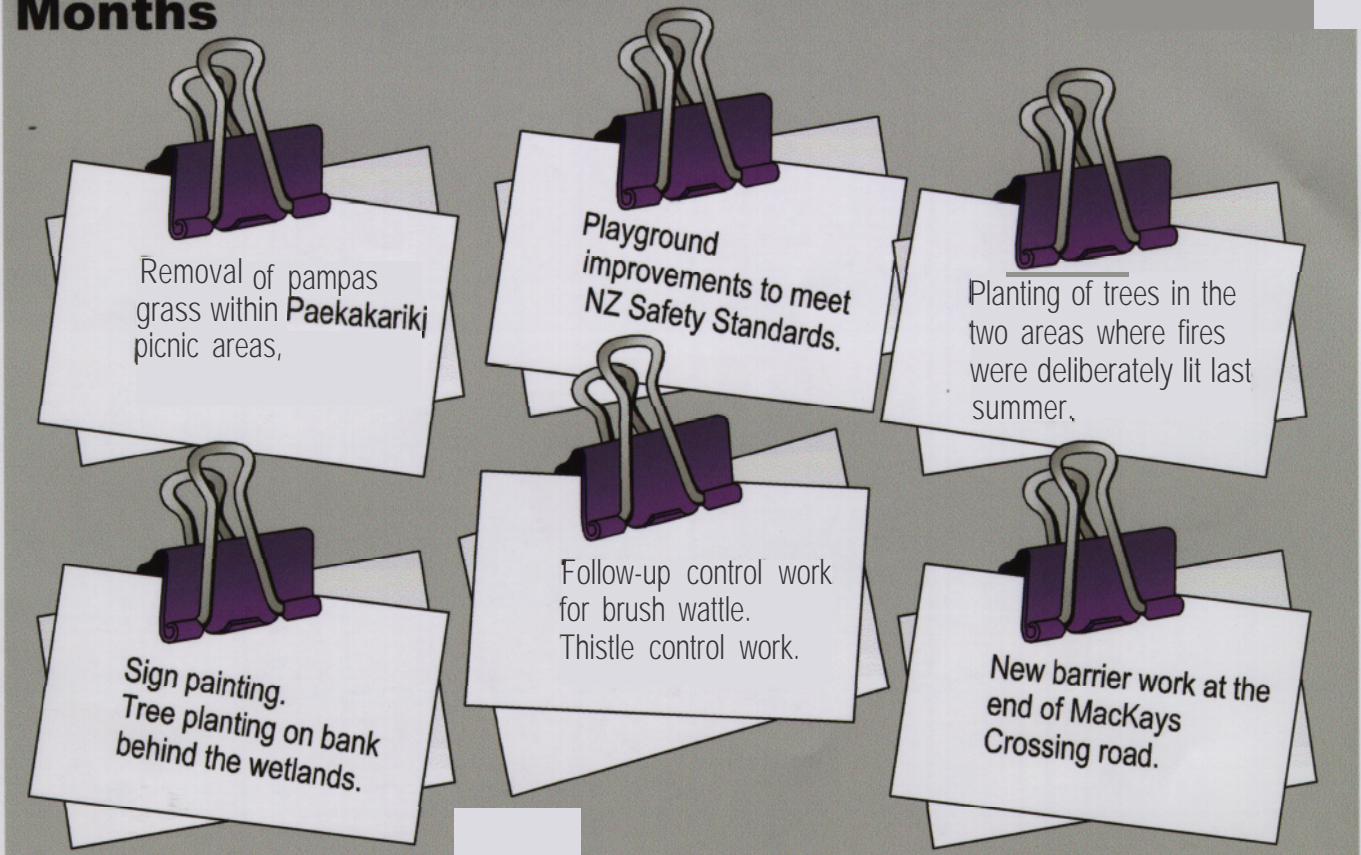 Months
Removal of pampas
grass within Paekakariki
picnic areas,
Playground
improvements to meet
NZ Safety Standards.
Planting of trees in the
two areas where fires
were deliberately lit last
summer.
Sign painting.
Tree planting on bank
behind the wetlands.
Follow-up control work
for brush wattle.
Thistle control work.
New barrier work at the
end of MacKays
Crossing road.